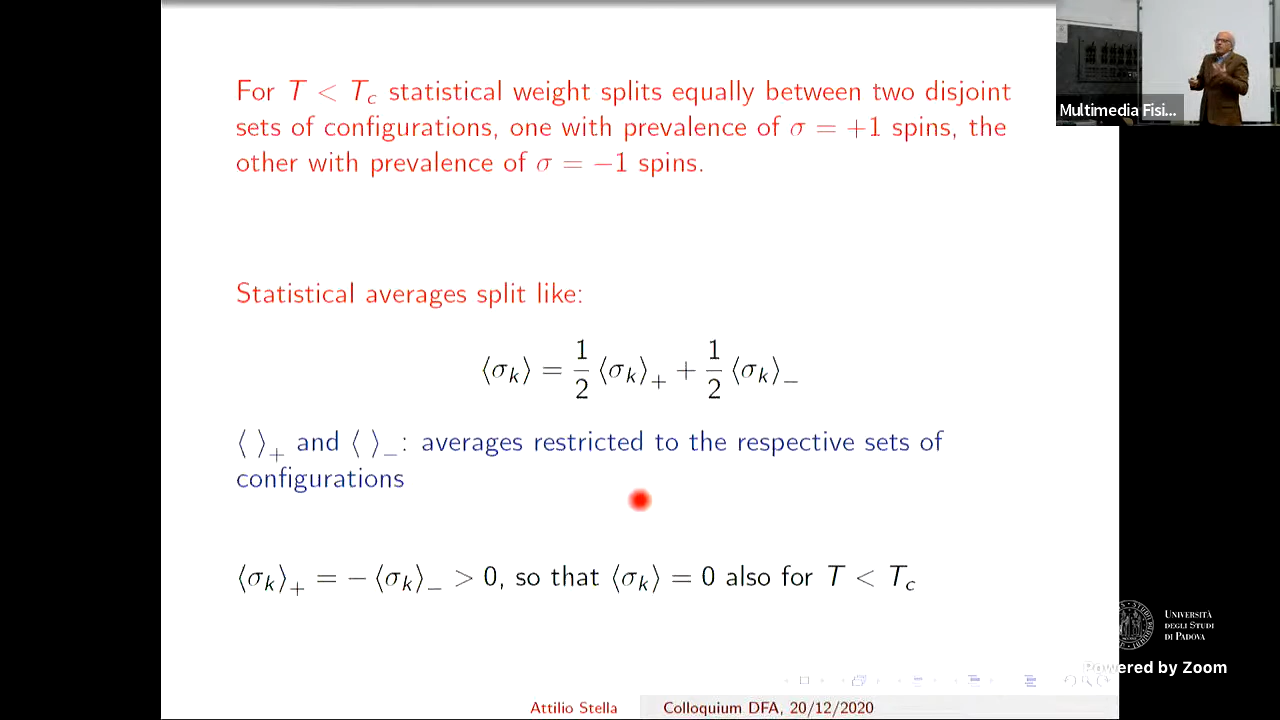 For T < T_c statistical weight splits equally between two disjoint
sets of configurations, one with prevalence of σ = +1 spins, the
other with prevalence of σ = −1 spins.
Statistical averages split like:
⟨σ_k⟩ = 1/2 ⟨σ_k⟩_+ + 1/2 ⟨σ_k⟩_−
⟨ ⟩_+ and ⟨ ⟩_−: averages restricted to the respective sets of
configurations
⟨σ_k⟩_+ = − ⟨σ_k⟩_− > 0, so that ⟨σ_k⟩ = 0 also for T < T_c
Attilio Stella
Colloquium DFA, 20/12/2020
Multimedia Fisi...
UNIVERSITÀ
DEGLI STUDI
DI PADOVA
Powered by Zoom